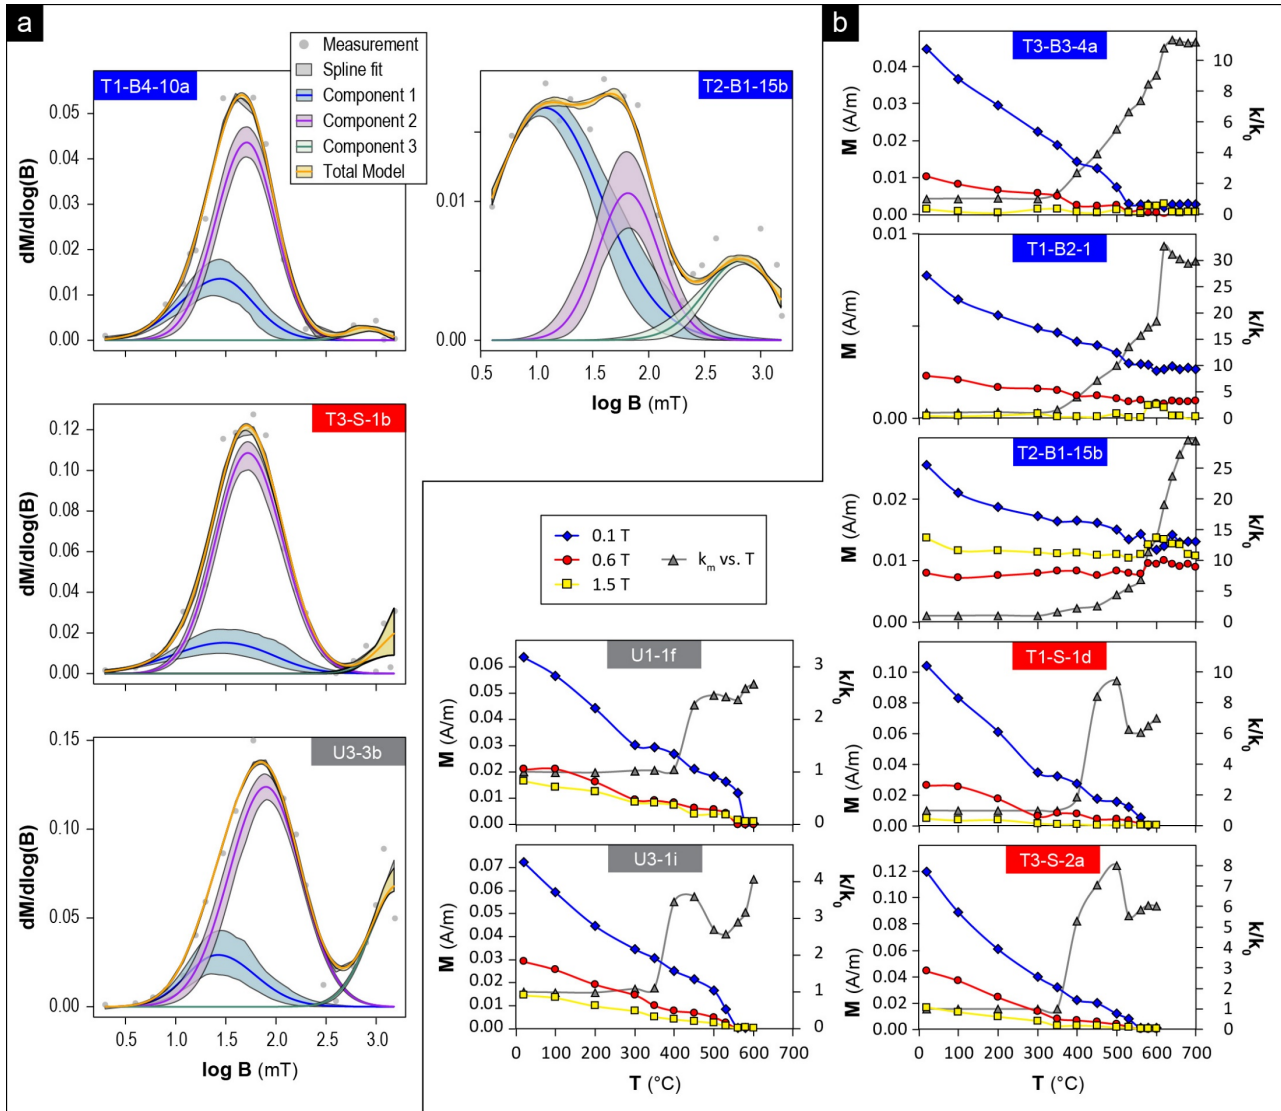 a
T1-B4-10a
Measurement
Spline fit
Component 1
Component 2
Component 3
Total Model
dM/dlog(B)
0.05
0.04
0.03
0.02
0.01
0.00
T2-B1-15b
0.01
0.00
0.5 1.0 1.5 2.0 2.5 3.0
log B (mT)
T3-S-1b
dM/dlog(B)
0.12
0.10
0.08
0.06
0.04
0.02
0.00
U3-3b
dM/dlog(B)
0.15
0.10
0.05
0.00
0.5 1.0 1.5 2.0 2.5 3.0
log B (mT)
0.1 T
0.6 T
1.5 T
km vs. T
U1-1f
M (A/m)
0.06
0.05
0.04
0.03
0.02
0.01
0.00
3
2
1
0
k/k0
U3-1i
M (A/m)
0.07
0.06
0.05
0.04
0.03
0.02
0.01
0.00
4
3
2
1
0
k/k0
0 100 200 300 400 500 600 700
T (°C)
b
T3-B3-4a
M (A/m)
0.04
0.03
0.02
0.01
0.00
10
8
6
4
2
0
k/k0
T1-B2-1
M (A/m)
0.01
0.00
30
25
20
15
10
5
0
k/k0
T2-B1-15b
M (A/m)
0.02
0.01
0.00
25
20
15
10
5
0
k/k0
T1-S-1d
M (A/m)
0.10
0.08
0.06
0.04
0.02
0.00
10
8
6
4
2
0
k/k0
T3-S-2a
M (A/m)
0.12
0.10
0.08
0.06
0.04
0.02
0.00
8
7
6
5
4
3
2
1
0
k/k0
0 100 200 300 400 500 600 700
T (°C)